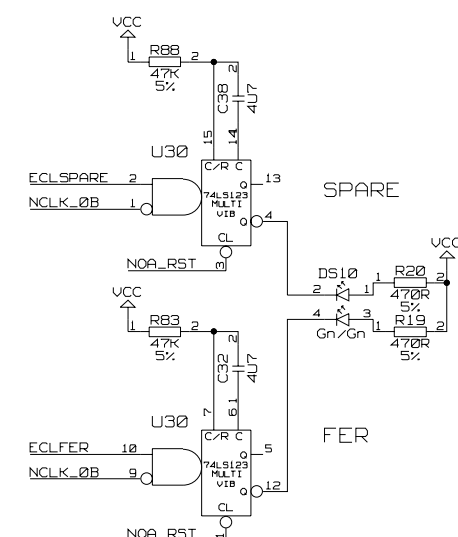 VCC
R88
1 2
47K
5%
2
C38
4U7
15
14
U30
C/R C
ECLSPARE 2
Q 13
74LS123
MULTI
VIB
NCLK_0B 1
Q 4
SPARE
CL
NOA_RST
3
VCC
DS10
R20
2 1
1 2
470R
5%
VCC
R83
1 2
47K
5%
4 3
R19
1 2
Gn/Gn
470R
5%
2
C32
4U7
7
6 1
U30
C/R C
FER
ECLFER 10
Q 5
74LS123
MULTI
VIB
NCLK_0B 9
Q 12
CL
NOA_RST